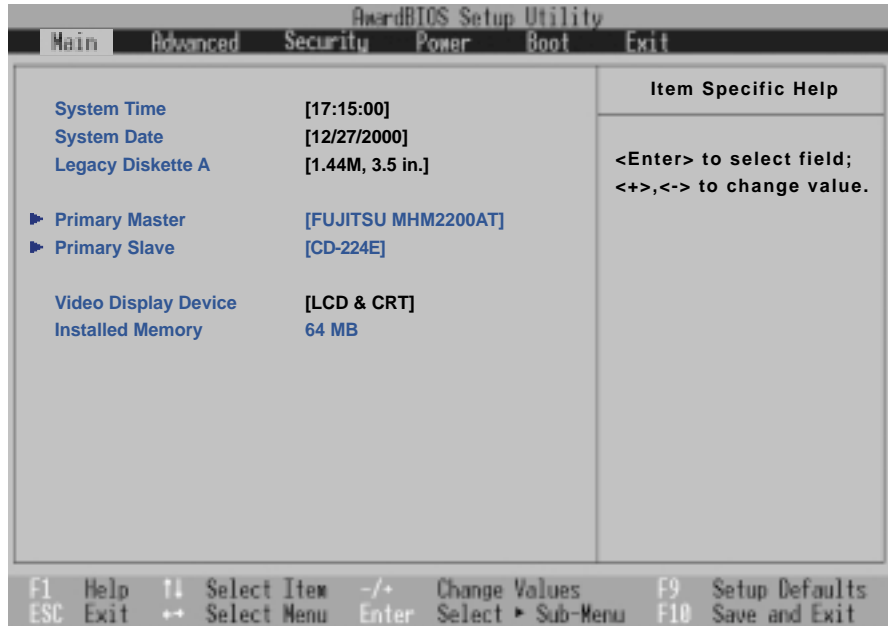 AwardBIOS Setup Utility
Main Advanced Security Power Boot Exit
System Time [17:15:00]
System Date [12/27/2000]
Legacy Diskette A [1.44M, 3.5 in.]
Primary Master [FUJITSU MHM2200AT]
Primary Slave [CD-224E]
Video Display Device [LCD & CRT]
Installed Memory 64 MB
Item Specific Help
<Enter> to select field;
<+>,<-> to change value.
F1 Help ↑↓ Select Item -/+ Change Values F9 Setup Defaults
ESC Exit ←→ Select Menu Enter Select ► Sub-Menu F10 Save and Exit